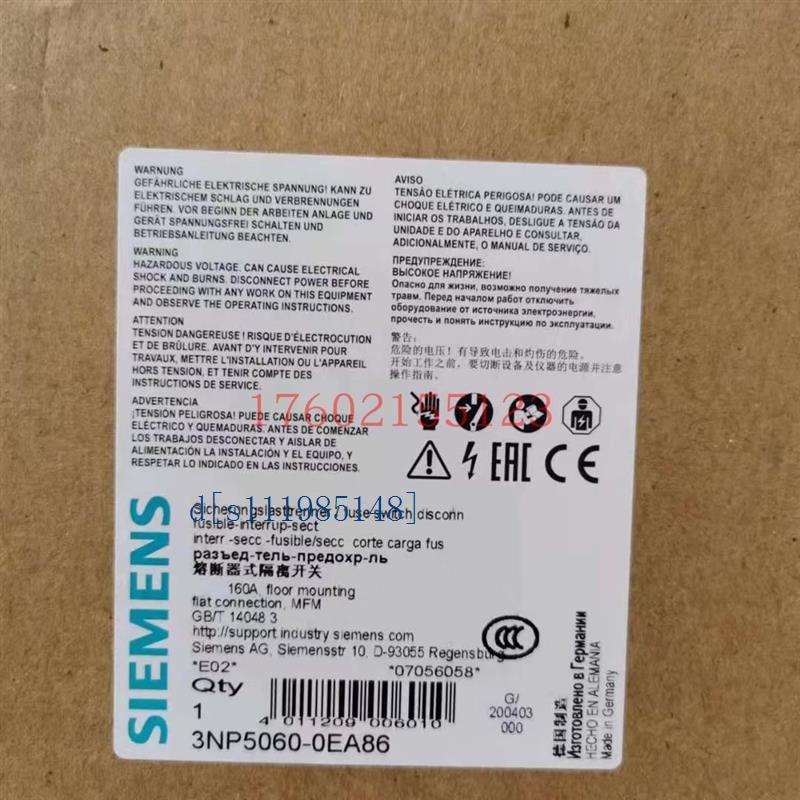 WARNUNG
GEFÄHRLICHE ELEKTRISCHE SPANNUNG! KANN ZU
ELEKTRISCHEM SCHLAG UND VERBRENNUNGEN
FÜHREN. VOR BEGINN DER ARBEITEN ANLAGE UND
GERÄT SPANNUNGSFREI SCHALTEN UND
BETRIEBSANLEITUNG BEACHTEN.
WARNING
HAZARDOUS VOLTAGE. CAN CAUSE ELECTRICAL
SHOCK AND BURNS. DISCONNECT POWER BEFORE
PROCEEDING WITH ANY WORK ON THIS EQUIPMENT
AND OBSERVE THE OPERATING INSTRUCTIONS.
ATTENTION
TENSION DANGEREUSE ! RISQUE D'ÉLECTROCUTION
ET DE BRÛLURE. AVANT D'Y INTERVENIR POUR
TRAVAUX, METTRE L'INSTALLATION OU L'APPAREIL
HORS TENSION, ET TENIR COMPTE DES
INSTRUCTIONS DE SERVICE.
ADVERTENCIA
¡TENSIÓN PELIGROSA! PUEDE CAUSAR CHOQUE
ELÉCTRICO Y QUEMADURAS. ANTES DE COMENZAR
LOS TRABAJOS DESCONECTAR Y AISLAR DE
ALIMENTACIÓN LA INSTALACIÓN Y EL EQUIPO, Y
RESPETAR LO INDICADO EN LAS INSTRUCCIONES.
AVISO
TENSÃO ELÉTRICA PERIGOSA! PODE CAUSAR UM
CHOQUE ELÉTRICO E QUEIMADURAS. ANTES DE
INICIAR OS TRABALHOS, DESLIGUE A TENSÃO DA
UNIDADE E DO APARELHO E CONSULTAR,
ADICIONALMENTE, O MANUAL DE SERVIÇO.
ПРЕДУПРЕЖДЕНИЕ:
ВЫСОКОЕ НАПРЯЖЕНИЕ!
Опасно для жизни, возможно получение тяжелых
травм. Перед началом работ отключить
оборудование от источника электроэнергии,
прочесть и понять инструкцию по эксплуатации.
警告:
危险的电压! 有导致电击和灼伤的危险。
开始工作之前, 要切断设备及仪器的电源并注意
操作指南。
EAC CE
SIEMENS
d[s111985148]
fuse-switch disconn
fusible-interrup-sect
interr -secc -fusible/secc corte carga fus
разъед-тель-предохр-ль
熔断器式隔离开关
160A, floor mounting
flat connection, MFM
GB/T 14048 3
http://support industry siemens com
Siemens AG, Siemensstr 10, D-93055 Regensburg
*E02* *07056058*
CCC
Qty
1
4 011209 006010
G/
200403
000
3NP5060-0EA86
德国制造
Изготовлено в Германии
HECHO EN ALEMANIA
Made in Germany